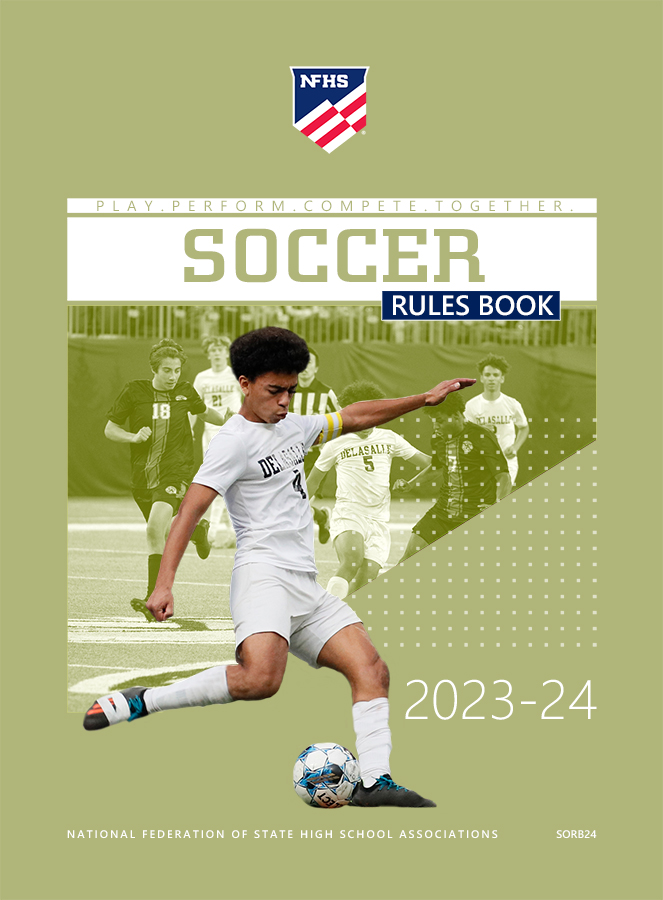 NFHS
PLAY.PERFORM.COMPETE.TOGETHER.
SOCCER
RULES BOOK
18
21
DELASALLE
5
DELASALLE
4
2023-24
NATIONAL FEDERATION OF STATE HIGH SCHOOL ASSOCIATIONS
SORB24